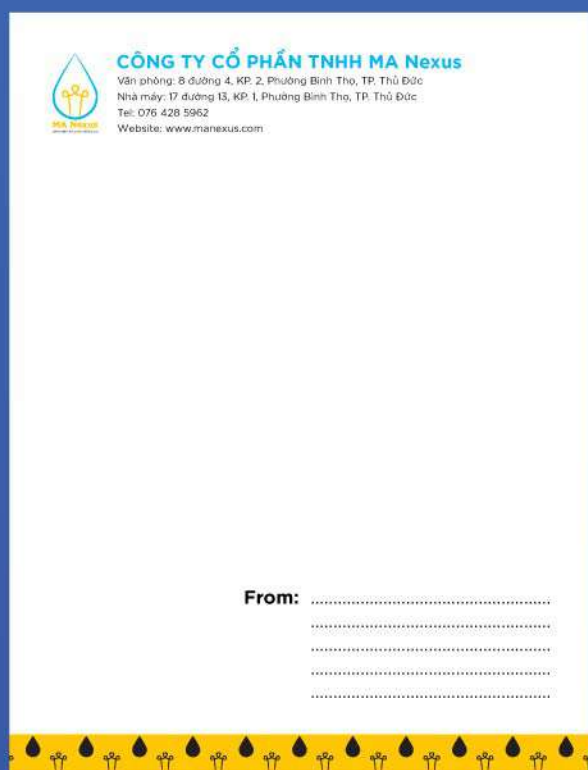 CÔNG TY CỔ PHẦN TNHH MA Nexus
Văn phòng: 8 đường 4, KP. 2, Phường Bình Thọ, TP. Thủ Đức
Nhà máy: 17 đường 13, KP. 1, Phường Bình Thọ, TP. Thủ Đức
Tel: 076 428 5962
Website: www.manexus.com
MA Nexus
From: